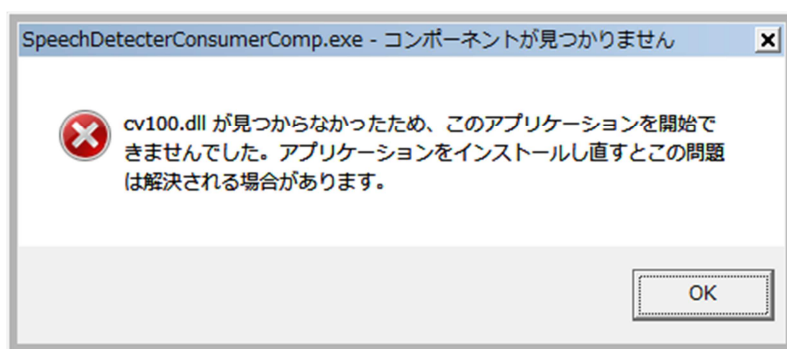 SpeechDetecterConsumerComp.exe - コンポーネントが見つかりません
cv100.dll が見つからなかったため、このアプリケーションを開始で
きませんでした。アプリケーションをインストールし直すとこの問題
は解決される場合があります。
OK